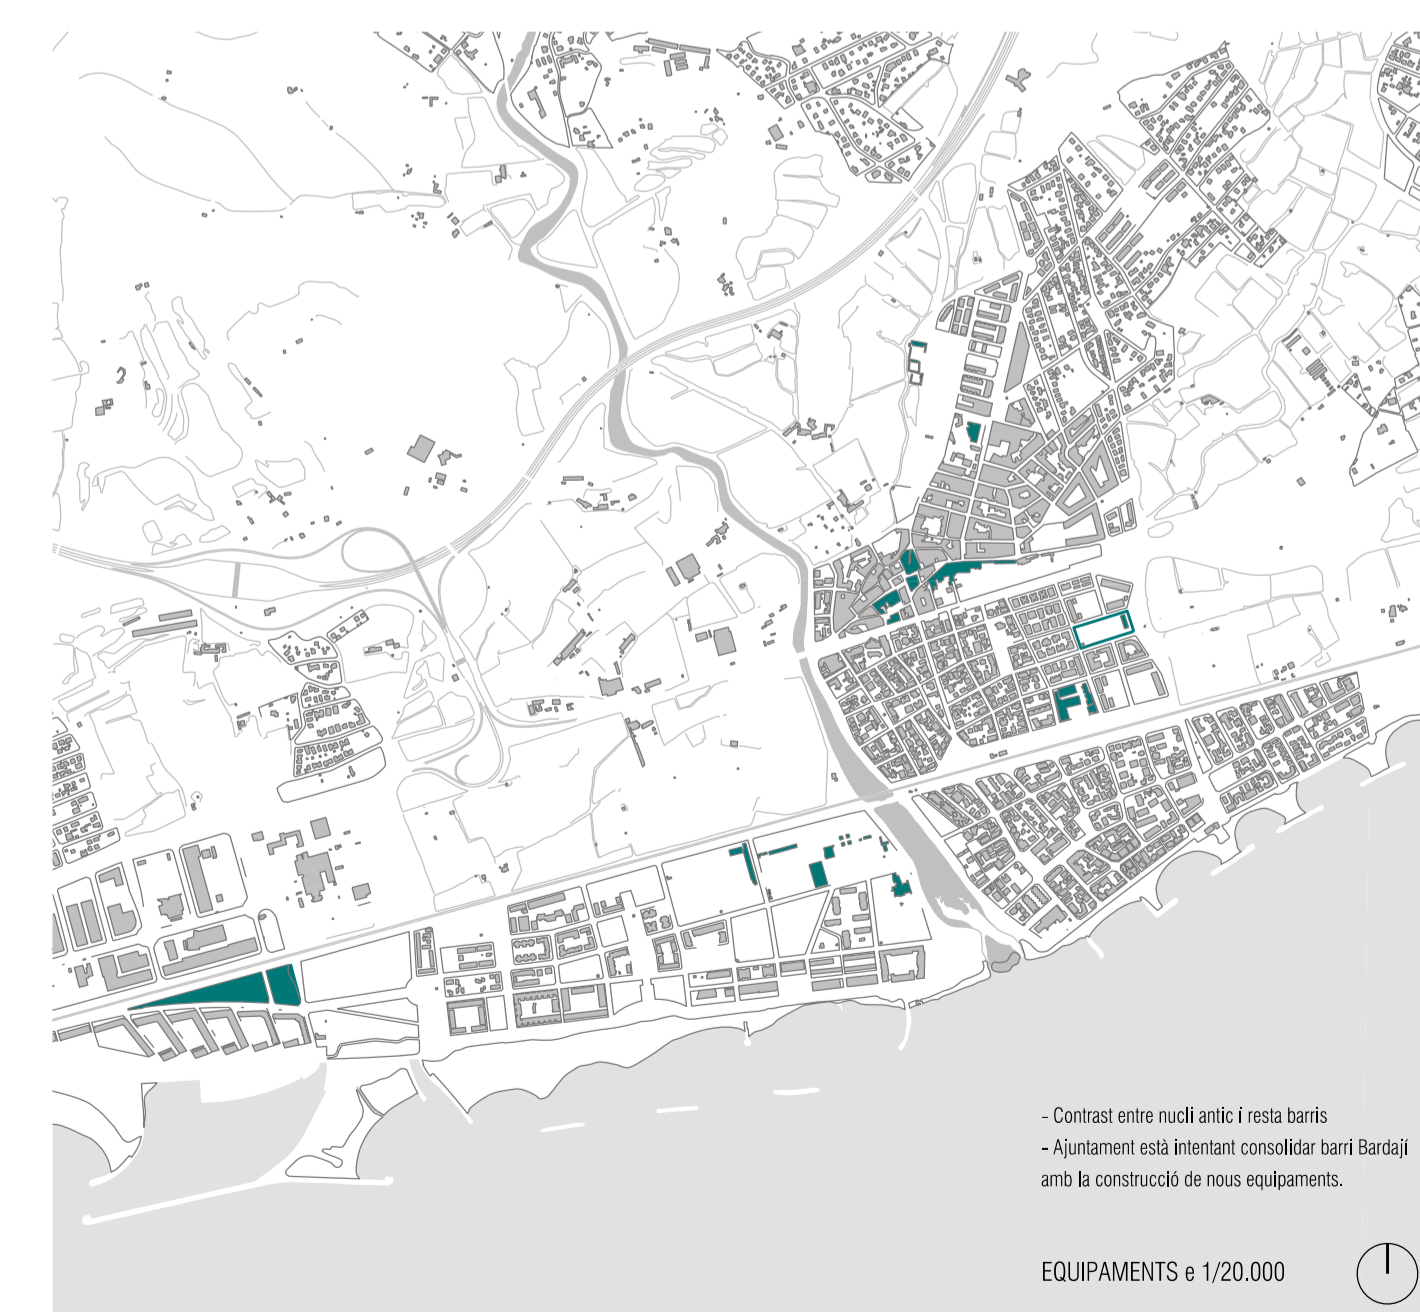 - Contrast entre nucli antic i resta barris
- Ajuntament està intentant consolidar barri Bardají
amb la construcció de nous equipaments.
EQUIPAMENTS e 1/20.000